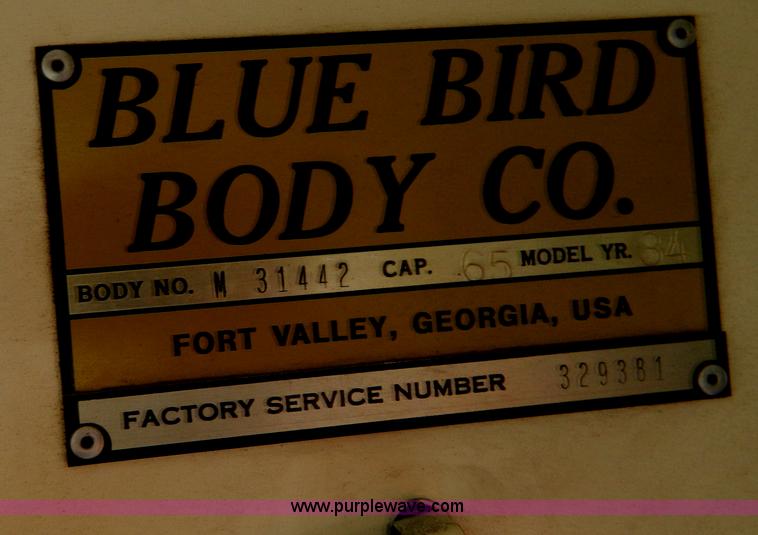 BLUE BIRD
BODY CO.
BODY NO. M 31442 CAP. 65 MODEL YR. 84
FORT VALLEY, GEORGIA, USA
FACTORY SERVICE NUMBER 329381
www.purplewave.com